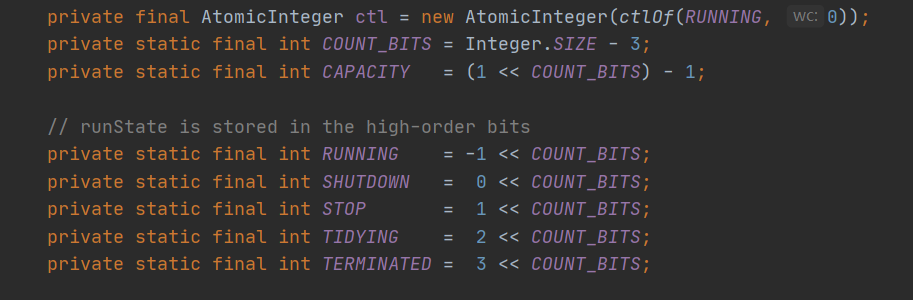 private final AtomicInteger ctl = new AtomicInteger(ctlOf(RUNNING, wc: 0));
private static final int COUNT_BITS = Integer.SIZE - 3;
private static final int CAPACITY   = (1 << COUNT_BITS) - 1;
// runState is stored in the high-order bits
private static final int RUNNING    = -1 << COUNT_BITS;
private static final int SHUTDOWN   =  0 << COUNT_BITS;
private static final int STOP       =  1 << COUNT_BITS;
private static final int TIDYING    =  2 << COUNT_BITS;
private static final int TERMINATED =  3 << COUNT_BITS;